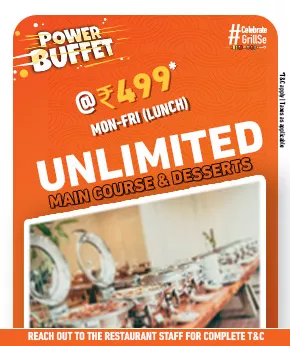 POWER
BUFFET
#Celebrate
GrillSe
@ ₹499*
MON-FRI (LUNCH)
UNLIMITED
MAIN COURSE & DESSERTS
*T&C apply | Taxes as applicable
REACH OUT TO THE RESTAURANT STAFF FOR COMPLETE T&C